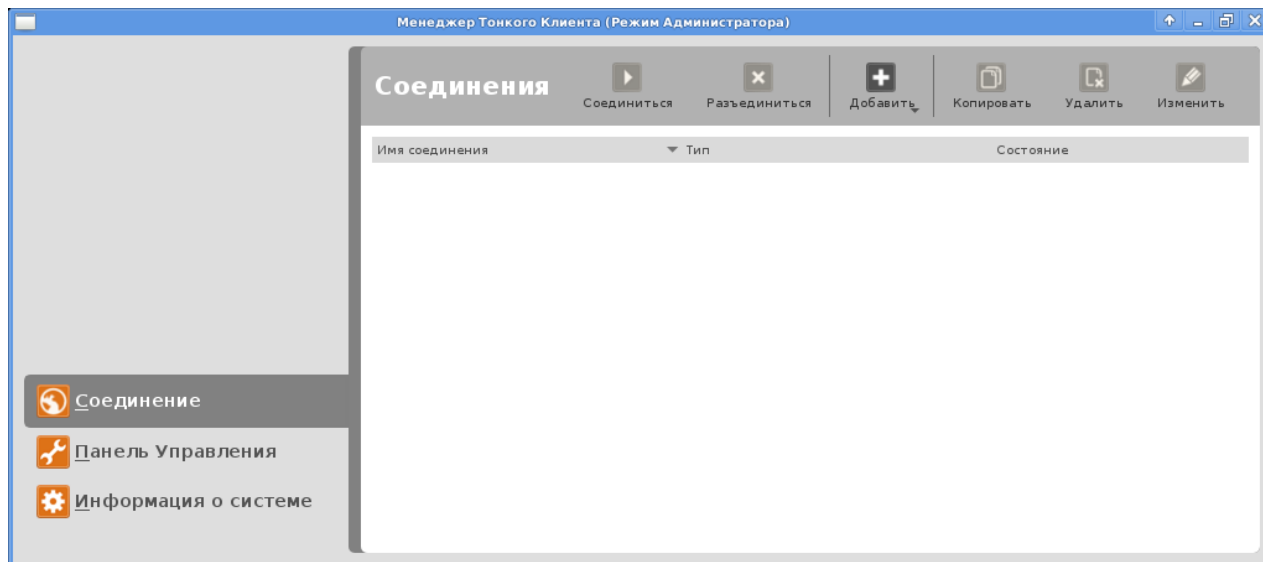 Менеджер Тонкого Клиента (Режим Администратора)
Соединения
Соединиться
Разъединиться
Добавить
Копировать
Удалить
Изменить
Имя соединения
Тип
Состояние
Соединение
Панель Управления
Информация о системе